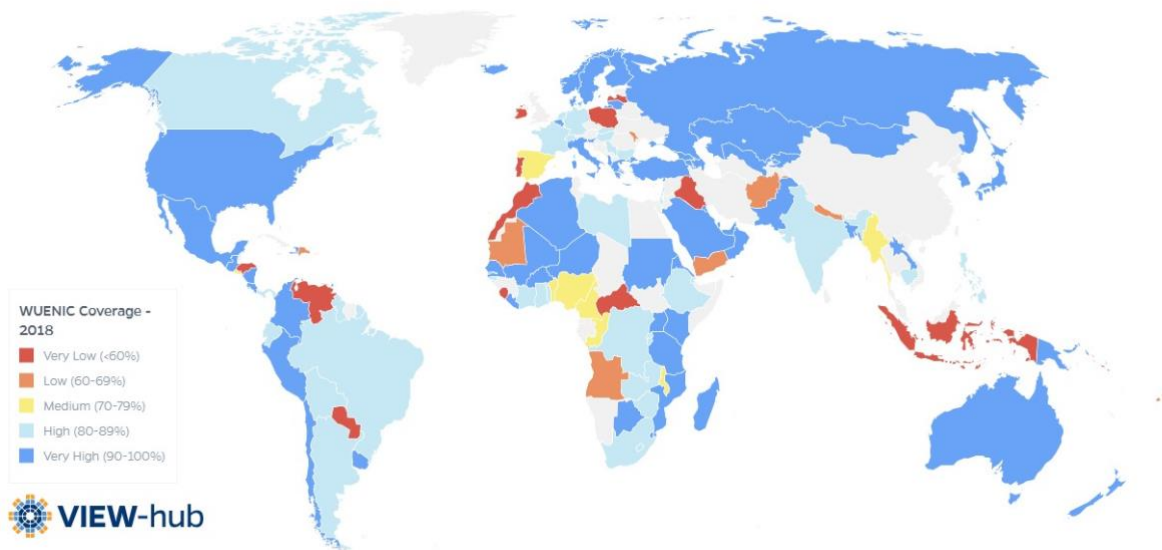 WUENIC Coverage -
2018
Very Low (<60%)
Low (60-69%)
Medium (70-79%)
High (80-89%)
Very High (90-100%)
VIEW-hub